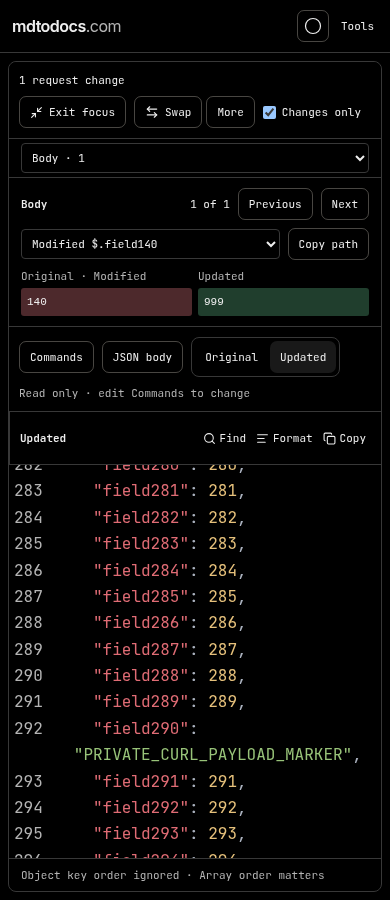 mdtodocs.com
Tools
1 request change
Exit focus
Swap
More
Changes only
Body · 1
Body
1 of 1
Previous
Next
Modified $.field140
Copy path
Original · Modified
Updated
140
999
Commands
JSON body
Original
Updated
Read only · edit Commands to change
Updated
Find
Format
Copy
282 "field280": 280,
283 "field281": 281,
284 "field282": 282,
285 "field283": 283,
286 "field284": 284,
287 "field285": 285,
288 "field286": 286,
289 "field287": 287,
290 "field288": 288,
291 "field289": 289,
292 "field290":
"PRIVATE_CURL_PAYLOAD_MARKER",
293 "field291": 291,
294 "field292": 292,
295 "field293": 293,
Object key order ignored · Array order matters